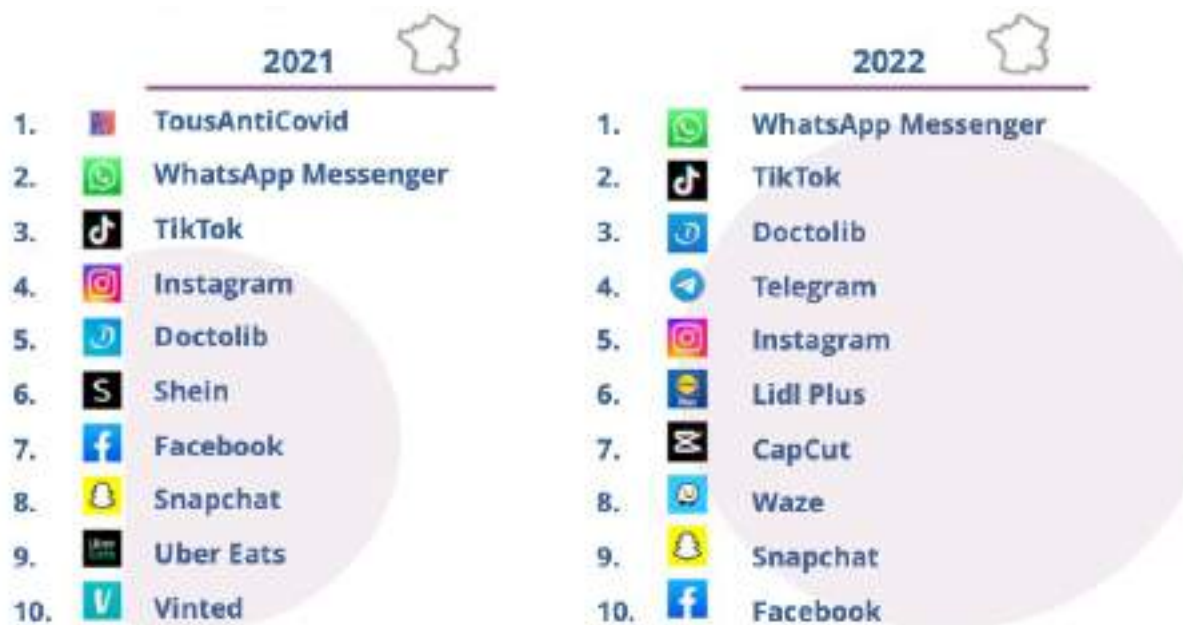 2021
1. TousAntiCovid
2. WhatsApp Messenger
3. TikTok
4. Instagram
5. Doctolib
6. Shein
7. Facebook
8. Snapchat
9. Uber Eats
10. Vinted
2022
1. WhatsApp Messenger
2. TikTok
3. Doctolib
4. Telegram
5. Instagram
6. Lidl Plus
7. CapCut
8. Waze
9. Snapchat
10. Facebook